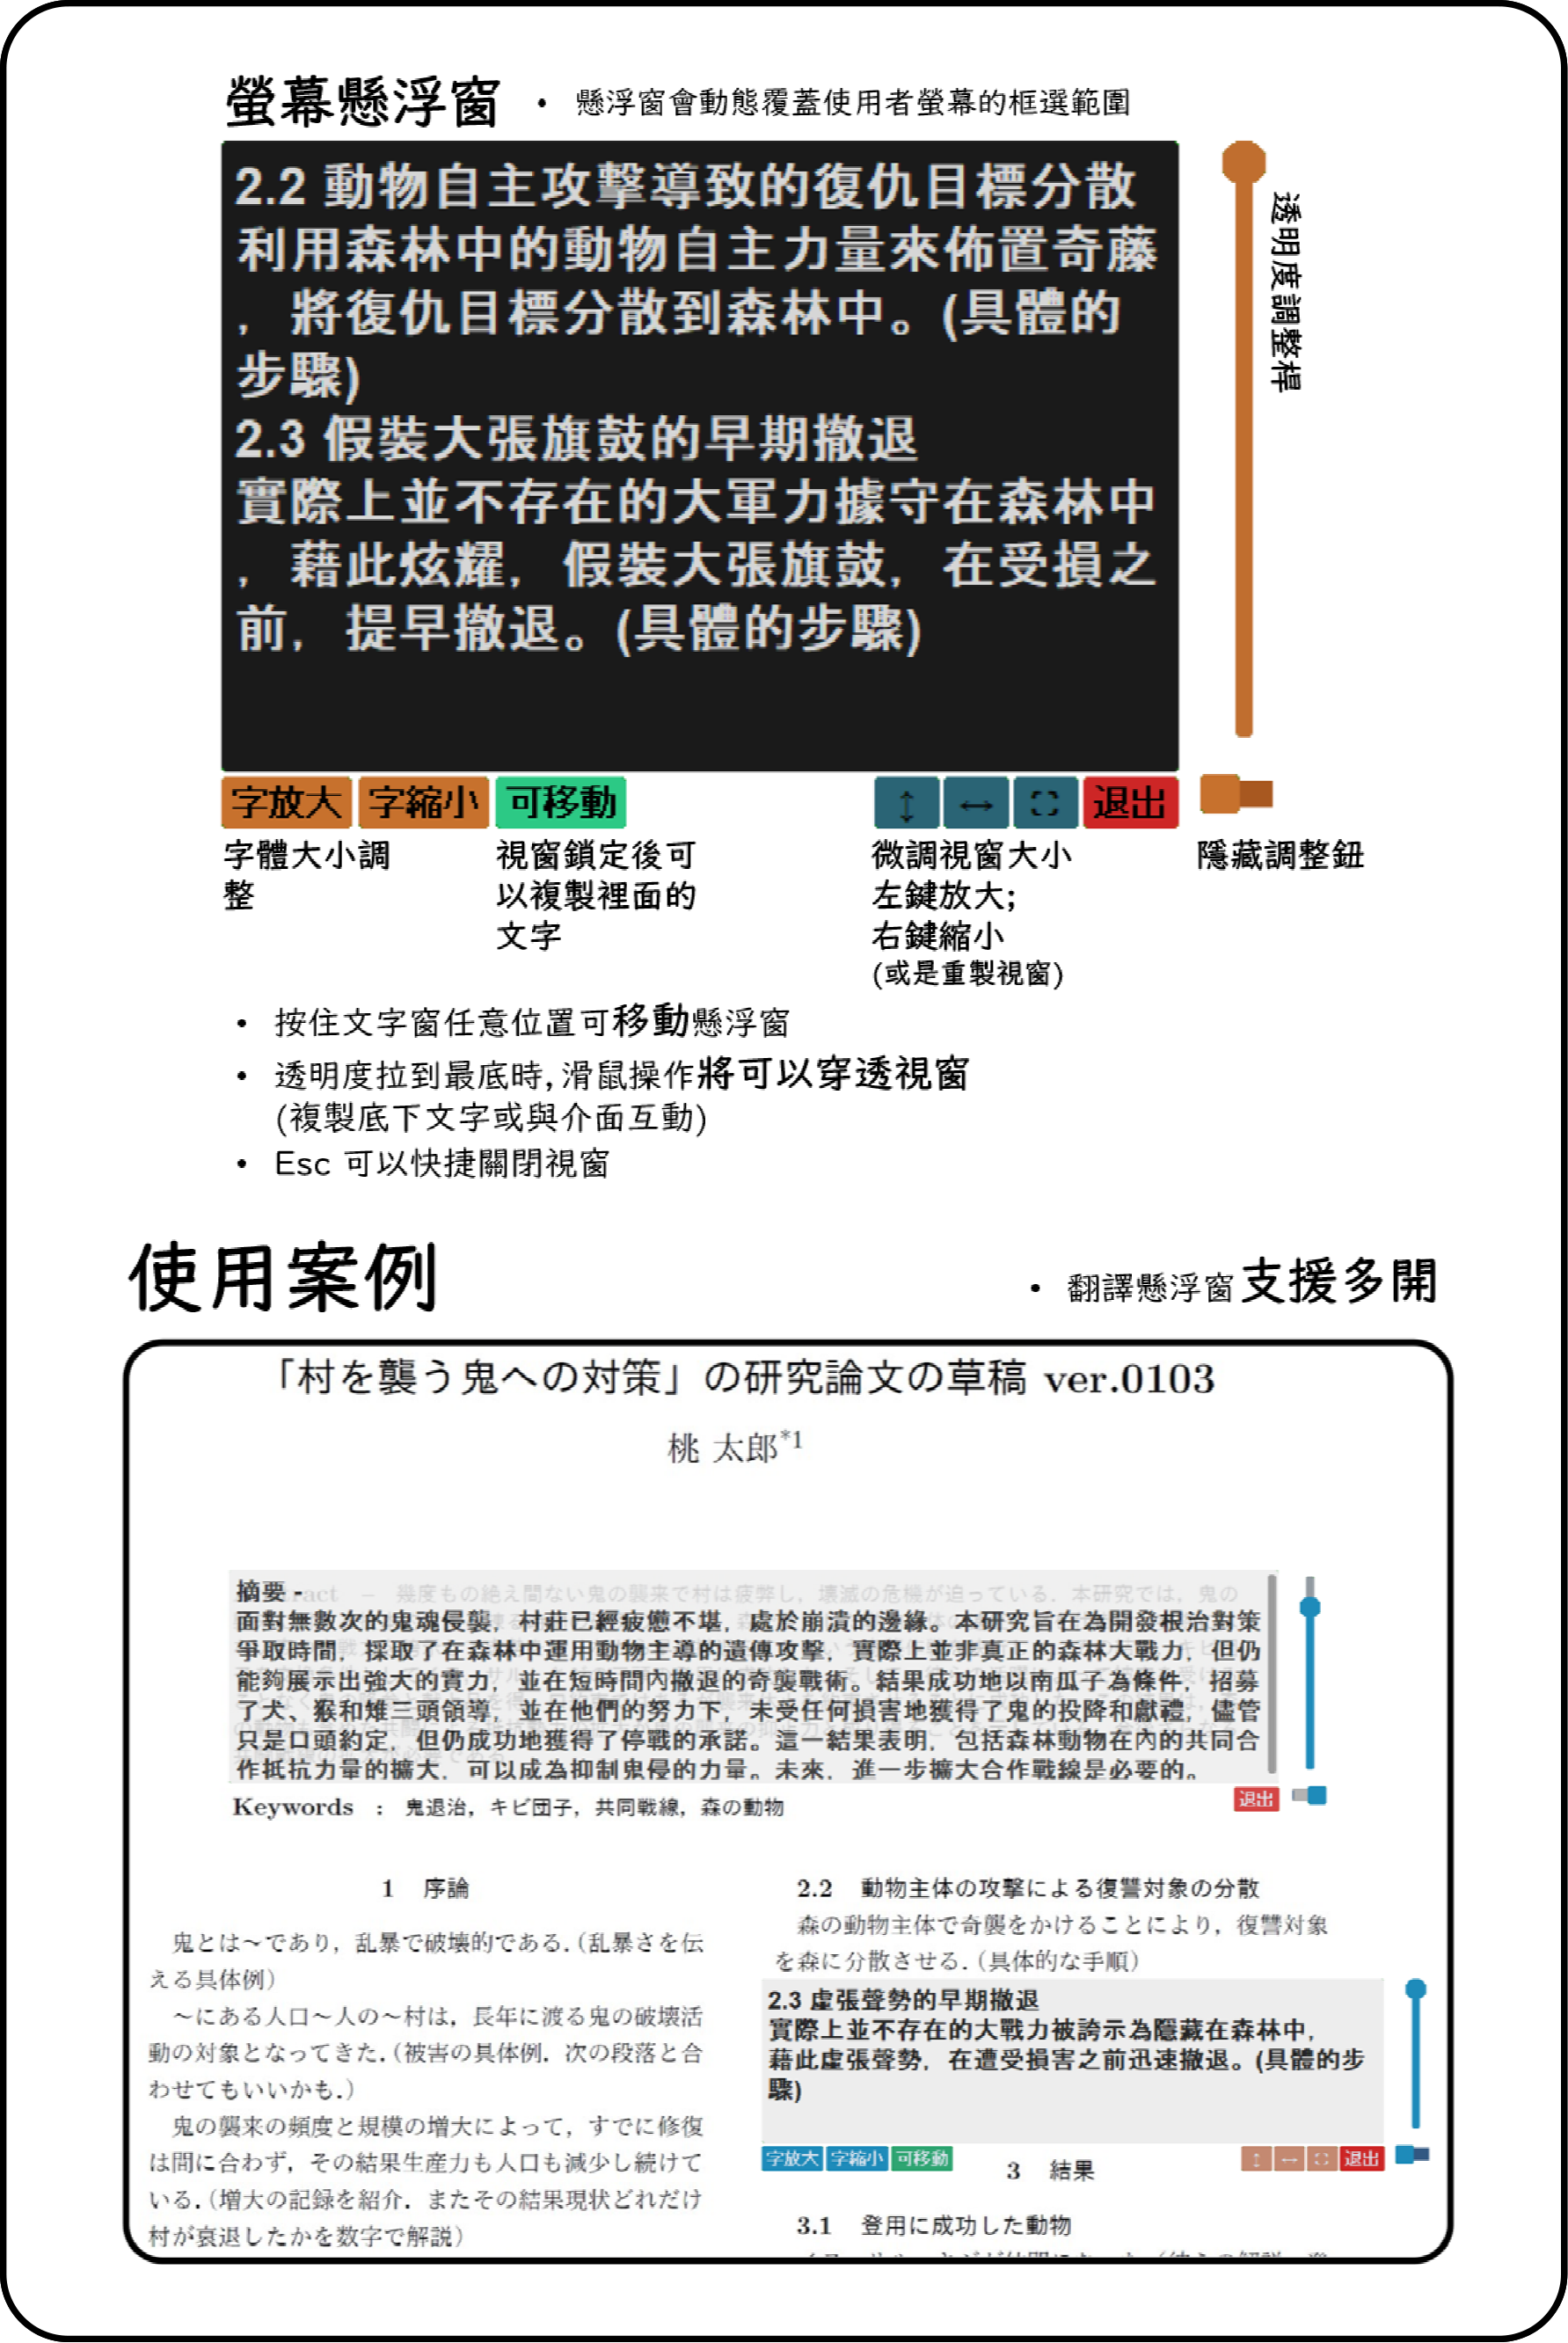 螢幕懸浮窗
• 懸浮窗會動態覆蓋使用者螢幕的框選範圍
2.2 動物自主攻擊導致的復仇目標分散
利用森林中的動物自主力量來佈置奇藤
，將復仇目標分散到森林中。(具體的
步驟)
2.3 假裝大張旗鼓的早期撤退
實際上並不存在的大軍力據守在森林中
，藉此炫耀，假裝大張旗鼓，在受損之
前，提早撤退。(具體的步驟)
透明度調整桿
字放大 字縮小 可移動 ↕ ↔ 退出
字體大小調
整
視窗鎖定後可
以複製裡面的
文字
微調視窗大小
左鍵放大;
右鍵縮小
(或是重製視窗)
隱藏調整鈕
• 按住文字窗任意位置可移動懸浮窗
• 透明度拉到最底時,滑鼠操作將可以穿透視窗
(複製底下文字或與介面互動)
• Esc 可以快捷關閉視窗
使用案例
• 翻譯懸浮窗支援多開
「村を襲う鬼への対策」の研究論文の草稿 ver.0103
桃 太郎*1
摘要 -
面對無數次的鬼魂侵襲，村莊已經疲憊不堪，處於崩潰的邊緣。本研究旨在為開發根治對策
爭取時間，採取了在森林中運用動物主導的遺傳攻擊，實際上並非真正的森林大戰力，但仍
能夠展示出強大的實力，並在短時間內撤退的奇襲戰術。結果成功地以南瓜子為條件，招募
了犬、猴和雉三頭領導，並在他們的努力下，未受任何損害地獲得了鬼的投降和獻禮，儘管
只是口頭約定，但仍成功地獲得了停戰的承諾。這一結果表明，包括森林動物在內的共同合
作抵抗力量的擴大，可以成為抑制鬼侵的力量。未來，進一步擴大合作戰線是必要的。
退出
Keywords : 鬼退治，キビ団子，共同戦線，森の動物
1 序論
鬼とは～であり，乱暴で破壊的である．（乱暴さを伝
える具体例）
～にある人口～人の～村は，長年に渡る鬼の破壊活
動の対象となってきた．（被害の具体例．次の段落と合
わせてもいいかも．）
鬼の襲来の頻度と規模の増大によって，すでに修復
は間に合わず，その結果生産力も人口も減少し続けて
いる．（増大の記録を紹介．またその結果現状どれだけ
村が衰退したかを数字で解説）
2.2 動物主体の攻撃による復讐対象の分散
森の動物主体で奇襲をかけることにより，復讐対象
を森に分散させる．（具体的な手順）
2.3 虛張聲勢的早期撤退
實際上並不存在的大戰力被誇示為隱藏在森林中，
藉此虛張聲勢，在遭受損害之前迅速撤退。(具體的步
驟)
字放大 字縮小 可移動 ↕ ↔ 退出
3 結果
3.1 登用に成功した動物